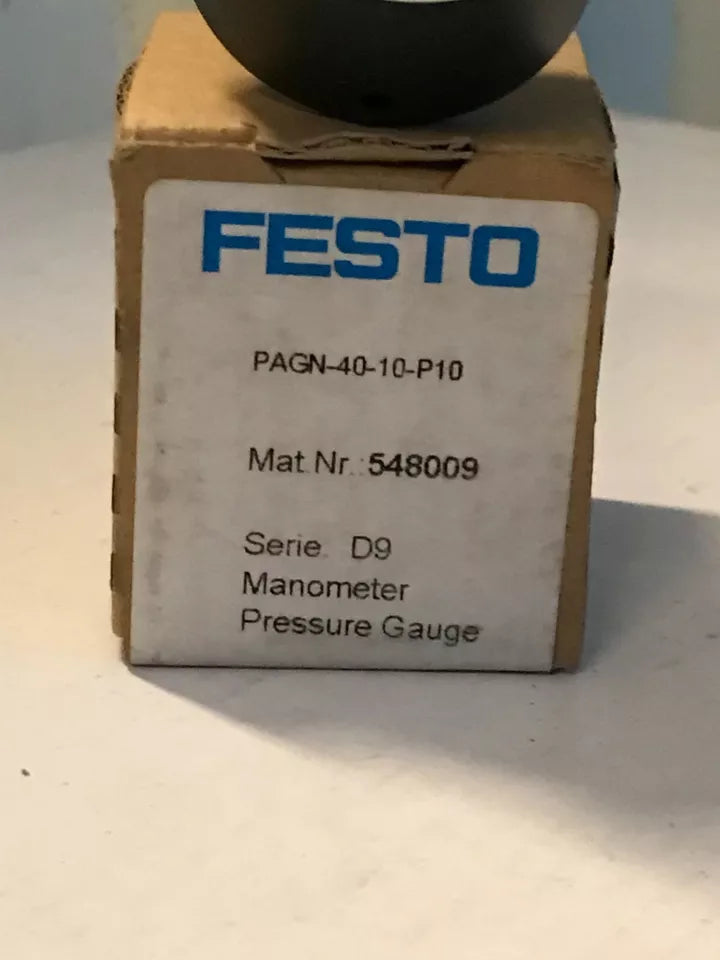 FESTO
PAGN-40-10-P10
Mat.Nr.:548009
Serie D9
Manometer
Pressure Gauge